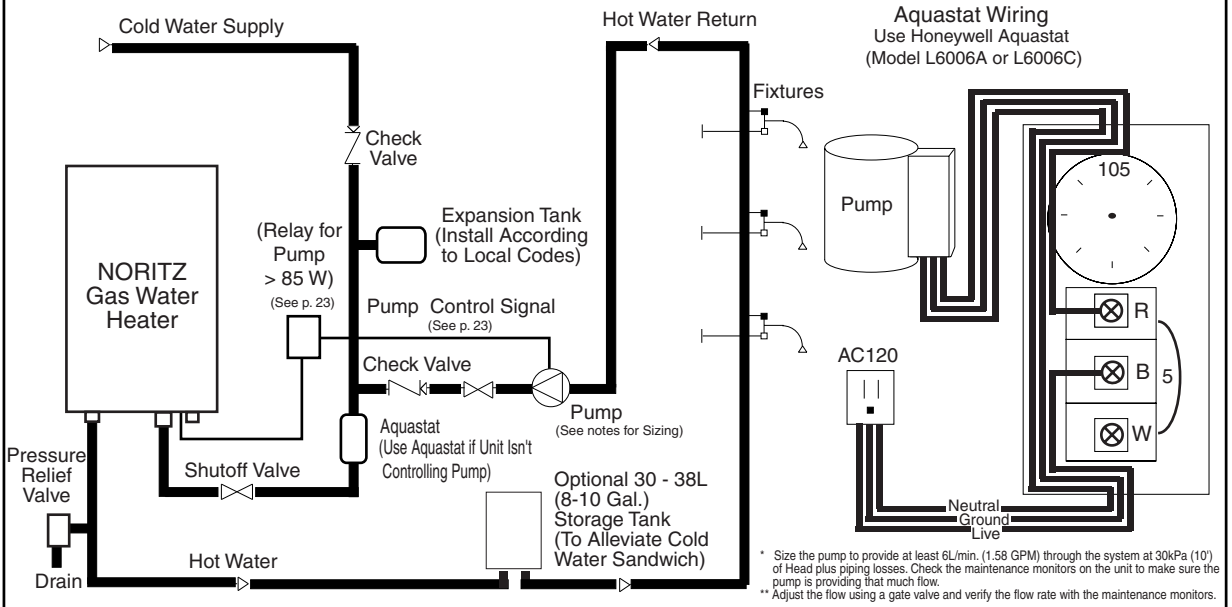 Cold Water Supply
Hot Water Return
Aquastat Wiring
Use Honeywell Aquastat
(Model L6006A or L6006C)
Fixtures
Check
Valve
Expansion Tank
(Install According
to Local Codes)
(Relay for
Pump
> 85 W)
(See p. 23)
NORITZ
Gas Water
Heater
Pump Control Signal
(See p. 23)
Check Valve
Pump
(See notes for Sizing)
Aquastat
(Use Aquastat if Unit Isn't
Controlling Pump)
Shutoff Valve
Pressure
Relief
Valve
Drain
Hot Water
Optional 30 - 38L
(8-10 Gal.)
Storage Tank
(To Alleviate Cold
Water Sandwich)
Pump
105
R
B
5
W
AC120
Neutral
Ground
Live
* Size the pump to provide at least 6L/min. (1.58 GPM) through the system at 30kPa (10')
of Head plus piping losses. Check the maintenance monitors on the unit to make sure the
pump is providing that much flow.
** Adjust the flow using a gate valve and verify the flow rate with the maintenance monitors.